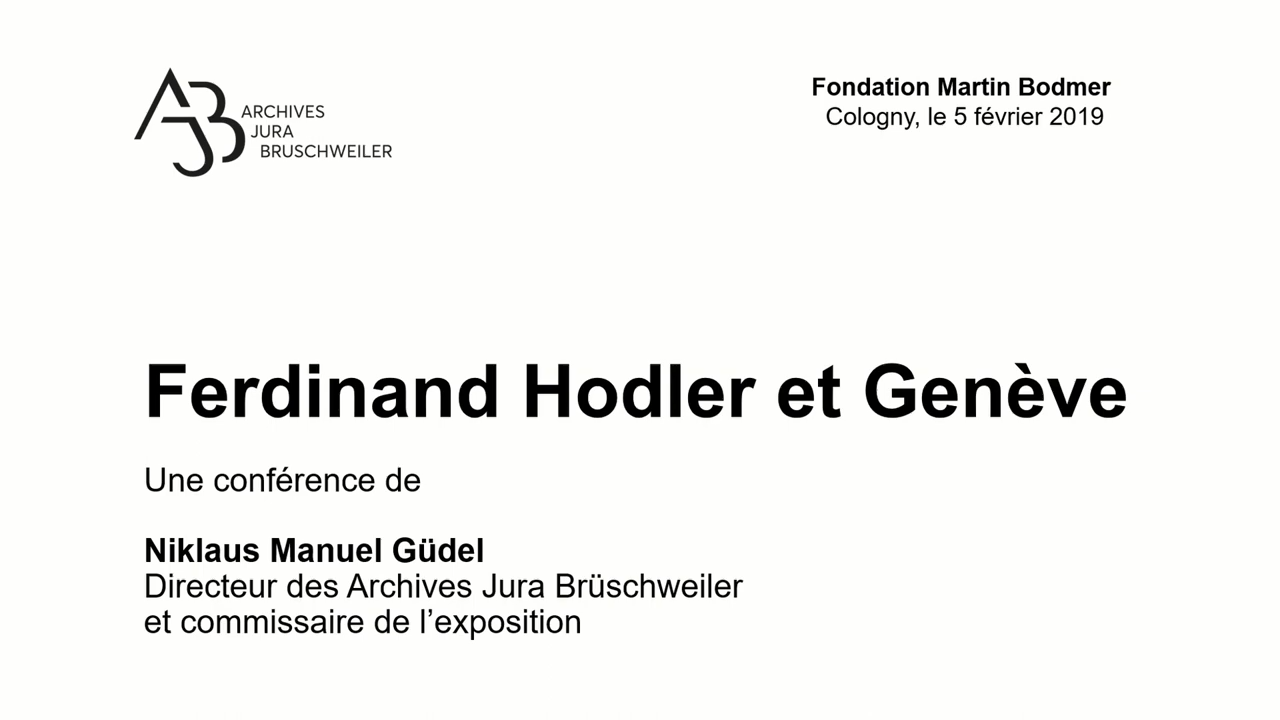 AJB
ARCHIVES
JURA
BRUSCHWEILER
Fondation Martin Bodmer
Cologny, le 5 février 2019
Ferdinand Hodler et Genève
Une conférence de
Niklaus Manuel Güdel
Directeur des Archives Jura Brüschweiler
et commissaire de l’exposition